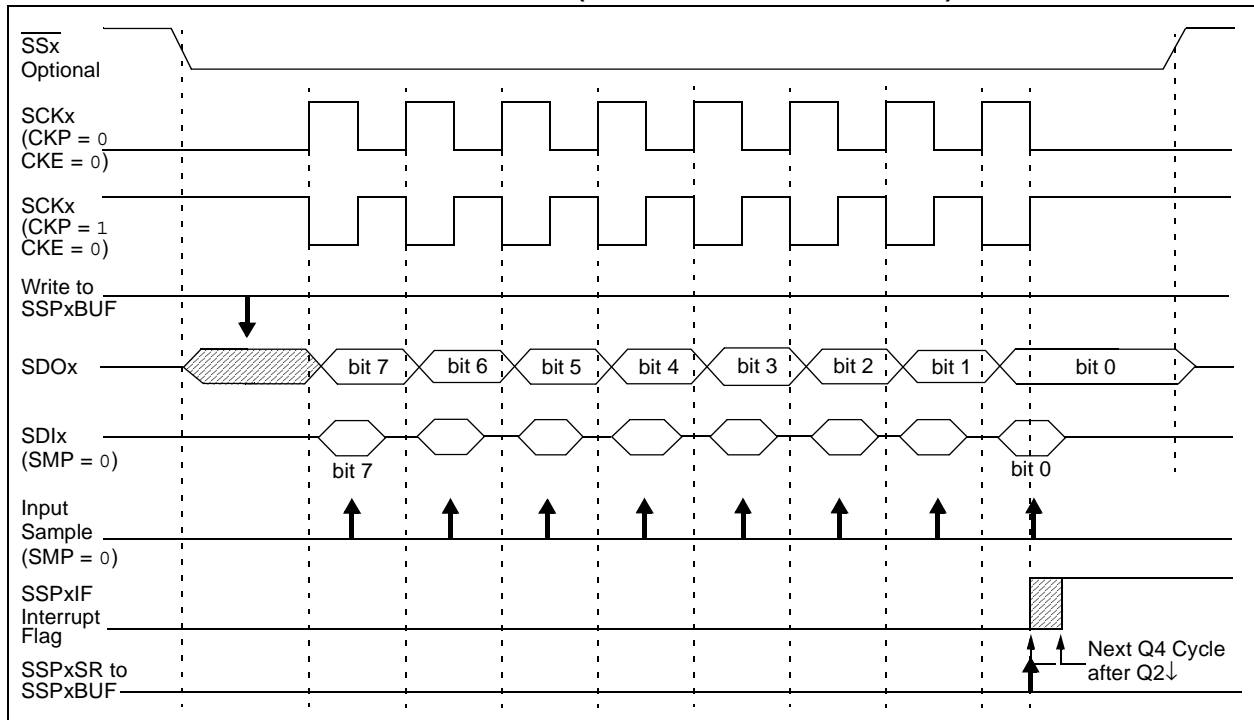 SSx
Optional
SCKx
(CKP = 0
CKE = 0)
SCKx
(CKP = 1
CKE = 0)
Write to
SSPxBUF
SDOx
bit 7
bit 6
bit 5
bit 4
bit 3
bit 2
bit 1
bit 0
SDIx
(SMP = 0)
bit 7
bit 0
Input
Sample
(SMP = 0)
SSPxIF
Interrupt
Flag
Next Q4 Cycle
after Q2↓
SSPxSR to
SSPxBUF